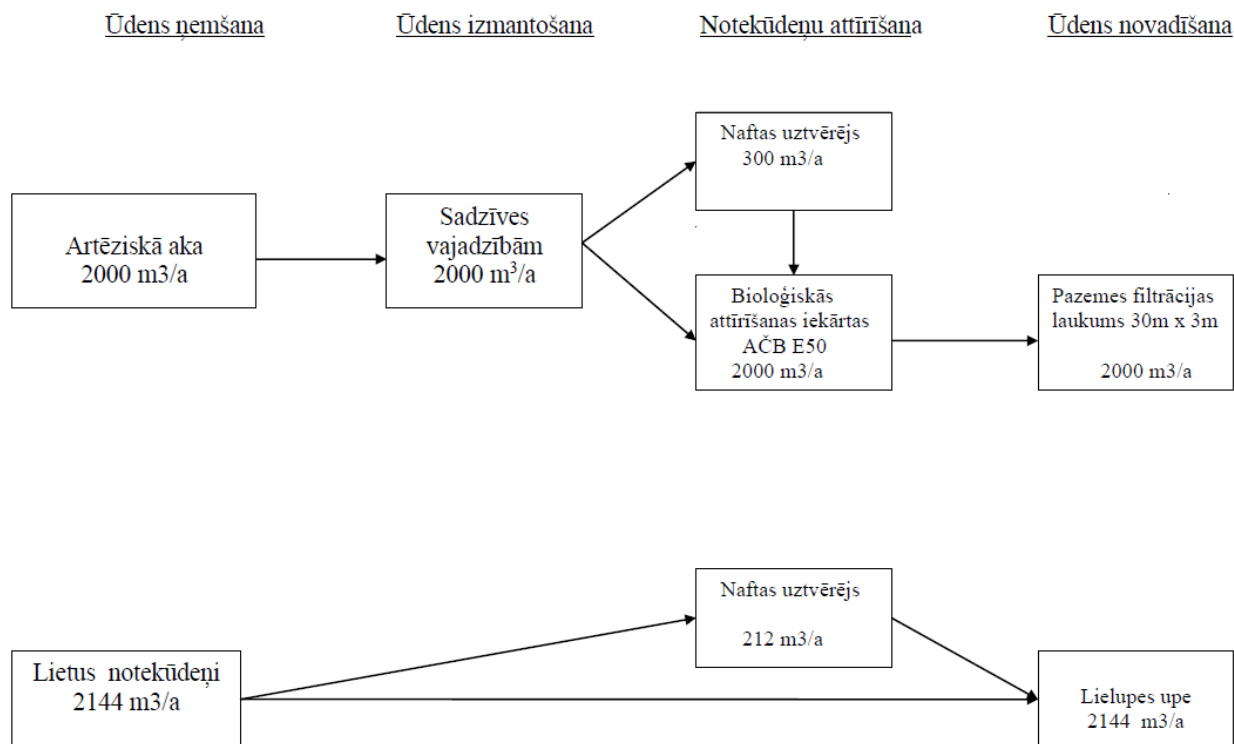 Ūdens ņemšana
Ūdens izmantošana
Notekūdeņu attīrīšana
Ūdens novadīšana
Naftas uztvērējs
300 m3/a
Artēziskā aka
2000 m3/a
Sadzīves
vajadzībām
2000 m³/a
Bioloģiskās
attīrīšanas iekārtas
AČB E50
2000 m3/a
Pazemes filtrācijas
laukums 30m x 3m
2000 m3/a
Naftas uztvērējs
212 m3/a
Lietus notekūdeņi
2144 m3/a
Lielupes upe
2144 m3/a